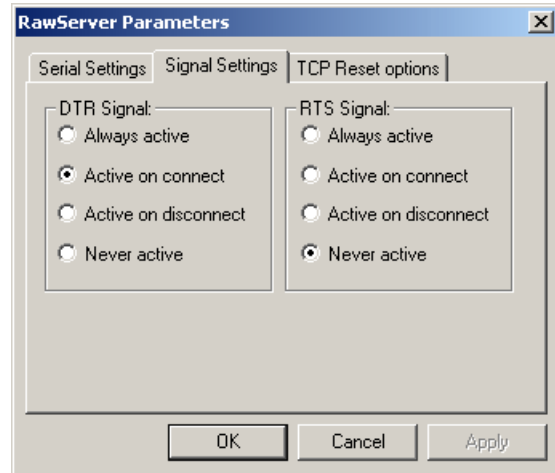 RawServer Parameters
Serial Settings Signal Settings TCP Reset options
DTR Signal:
Always active
Active on connect
Active on disconnect
Never active
RTS Signal:
Always active
Active on connect
Active on disconnect
Never active
OK Cancel Apply